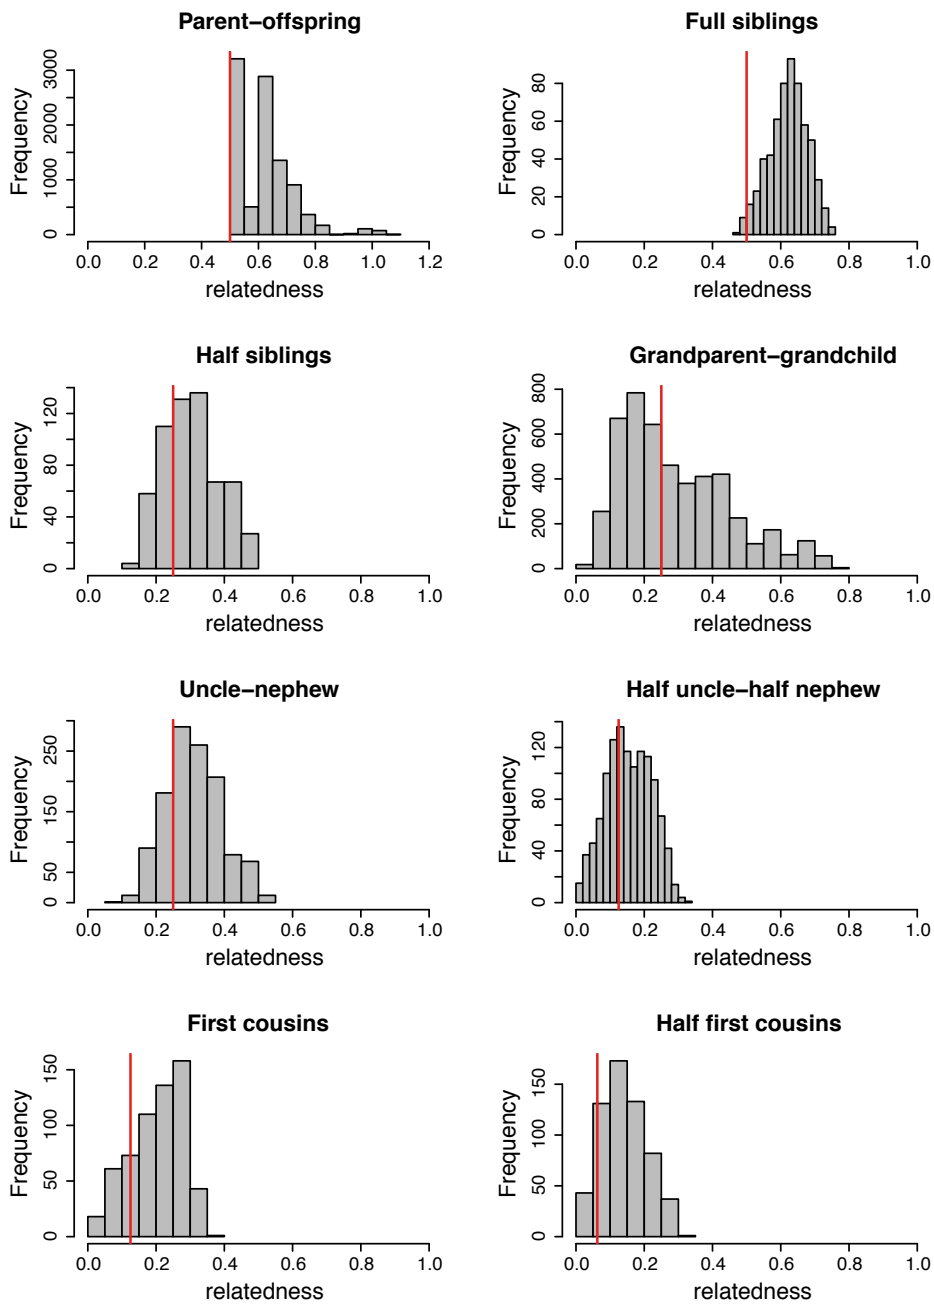 Parent−offspring
Frequency
0 1000 2000 3000
0.0 0.2 0.4 0.6 0.8 1.0 1.2
relatedness
Full siblings
Frequency
0 20 40 60 80
0.0 0.2 0.4 0.6 0.8 1.0
relatedness
Half siblings
Frequency
0 40 80 120
0.0 0.2 0.4 0.6 0.8 1.0
relatedness
Grandparent−grandchild
Frequency
0 200 400 600 800
0.0 0.2 0.4 0.6 0.8 1.0
relatedness
Uncle−nephew
Frequency
0 50 150 250
0.0 0.2 0.4 0.6 0.8 1.0
relatedness
Half uncle−half nephew
Frequency
0 40 80 120
0.0 0.2 0.4 0.6 0.8 1.0
relatedness
First cousins
Frequency
0 50 100 150
0.0 0.2 0.4 0.6 0.8 1.0
relatedness
Half first cousins
Frequency
0 50 100 150
0.0 0.2 0.4 0.6 0.8 1.0
relatedness